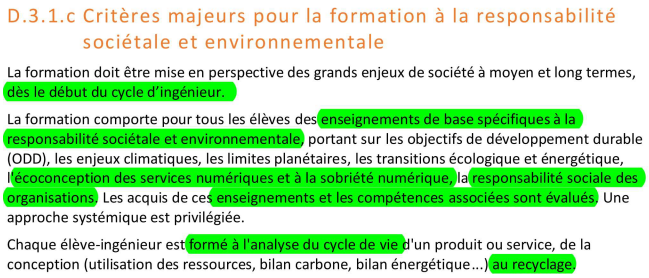 D.3.1.c Critères majeurs pour la formation à la responsabilité
sociétale et environnementale
La formation doit être mise en perspective des grands enjeux de société à moyen et long termes,
dès le début du cycle d’ingénieur.
La formation comporte pour tous les élèves des enseignements de base spécifiques à la
responsabilité sociétale et environnementale, portant sur les objectifs de développement durable
(ODD), les enjeux climatiques, les limites planétaires, les transitions écologique et énergétique,
l'écoconception des services numériques et à la sobriété numérique, la responsabilité sociale des
organisations. Les acquis de ces enseignements et les compétences associées sont évalués. Une
approche systémique est privilégiée.
Chaque élève-ingénieur est formé à l'analyse du cycle de vie d'un produit ou service, de la
conception (utilisation des ressources, bilan carbone, bilan énergétique...) au recyclage.